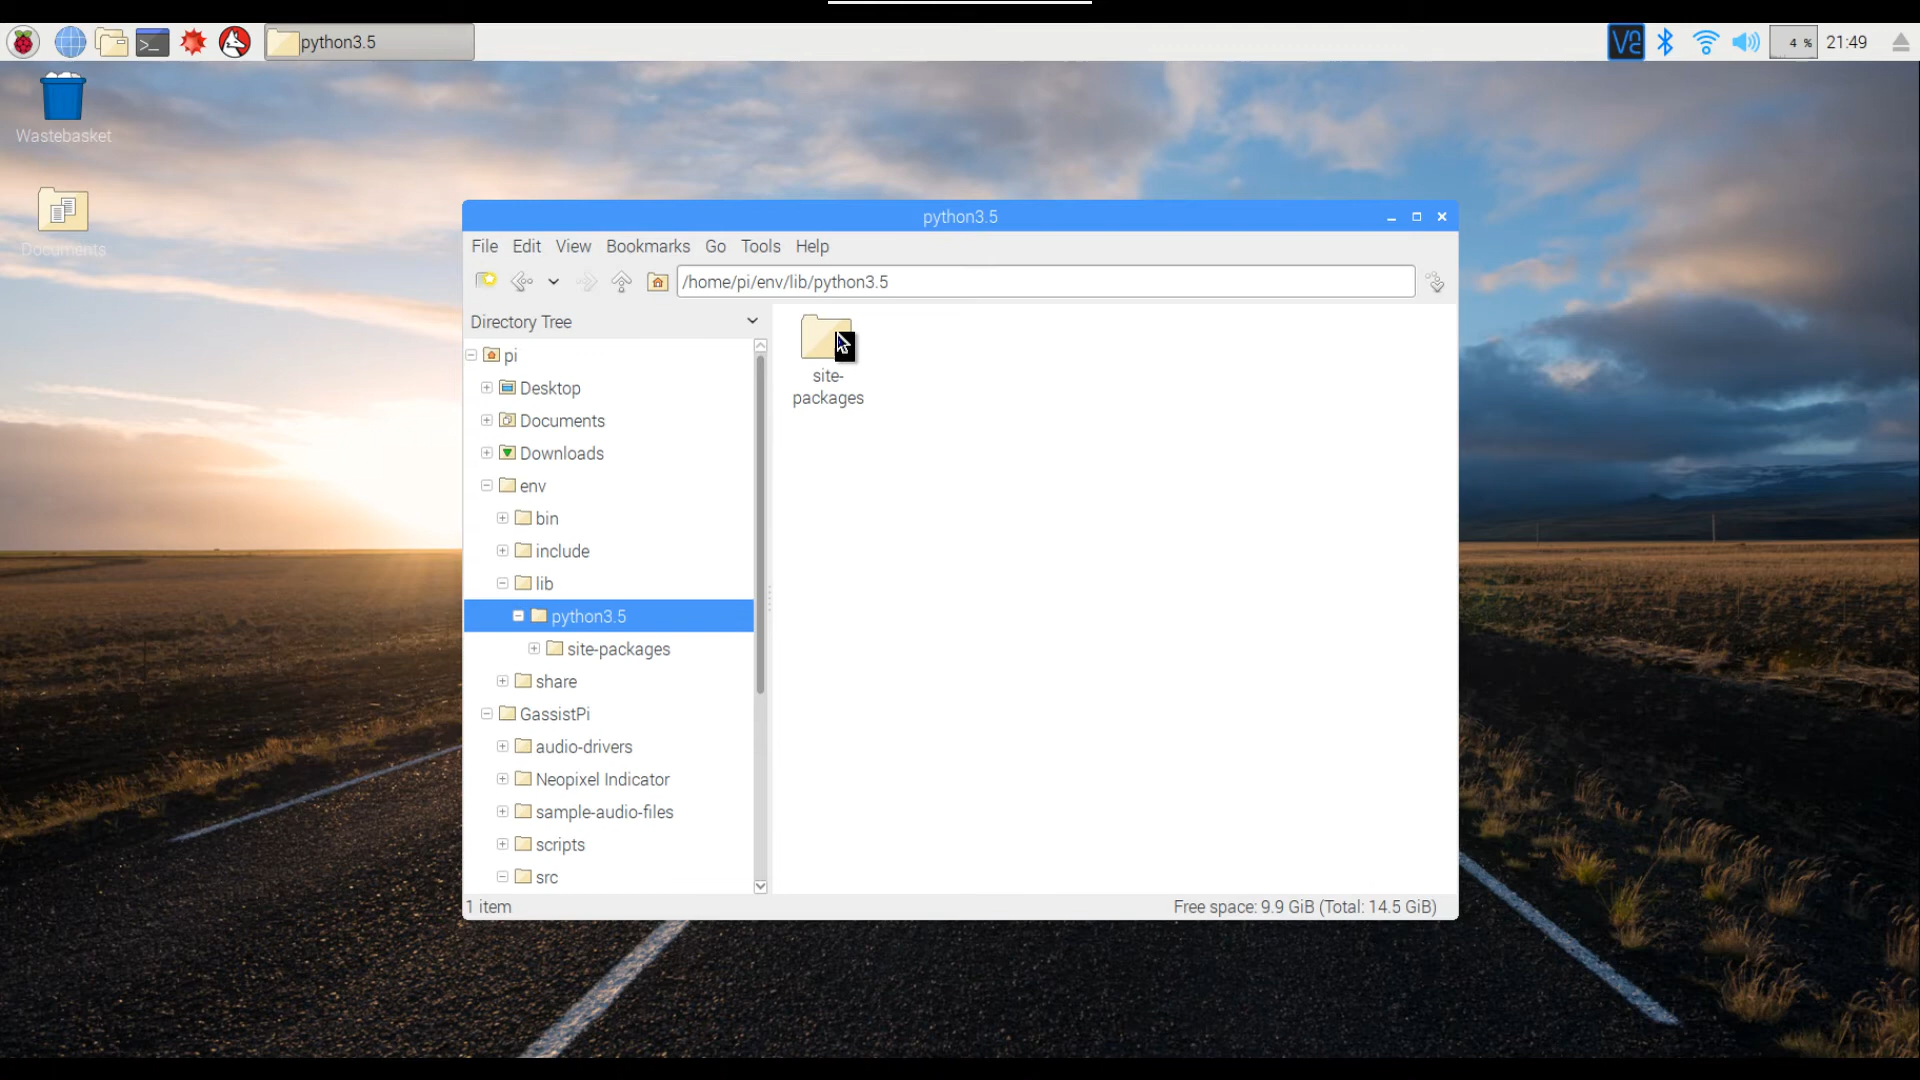 python3.5
4 %
21:49
Wastebasket
Documents
python3.5
File Edit View Bookmarks Go Tools Help
/home/pi/env/lib/python3.5
Directory Tree
pi
Desktop
Documents
Downloads
env
bin
include
lib
python3.5
site-packages
share
GassistPi
audio-drivers
Neopixel Indicator
sample-audio-files
scripts
src
site-
packages
1 item
Free space: 9.9 GiB (Total: 14.5 GiB)